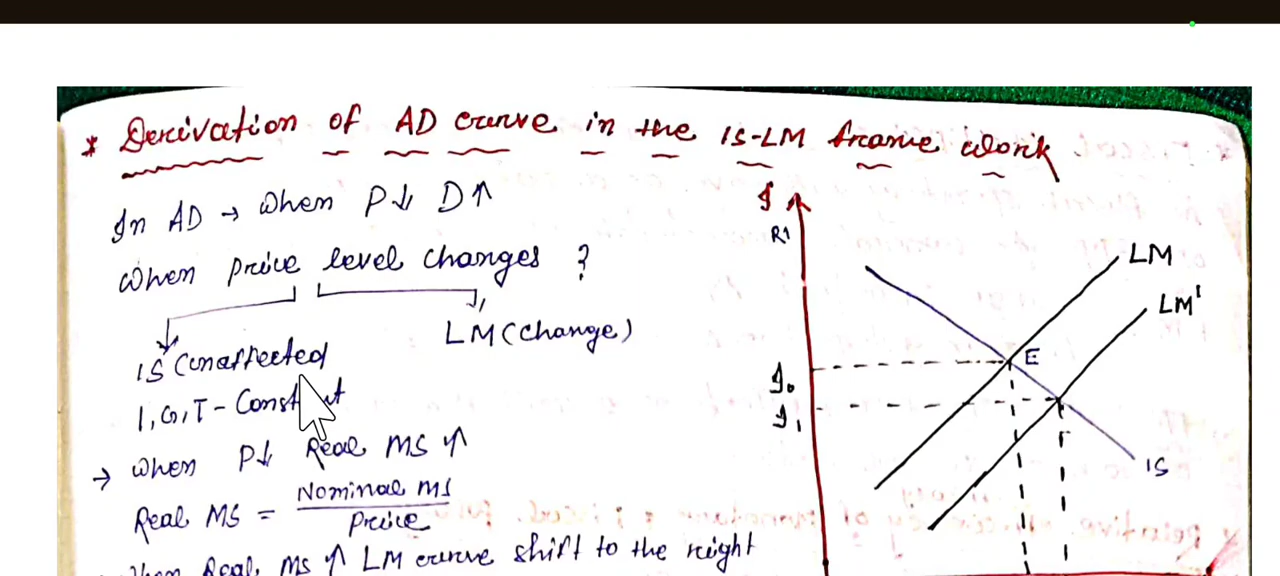 * Derivation of AD curve in the IS-LM frame work
In AD → when P↓ D↑
When price level changes ?
LM (Change)
IS (unaffected
I, G, T - Const
→ when P↓ Real MS ↑
Real MS = Nominal MS
Price
When Real MS ↑ LM curve shift to the right
R↑
LM
LM'
E
IS